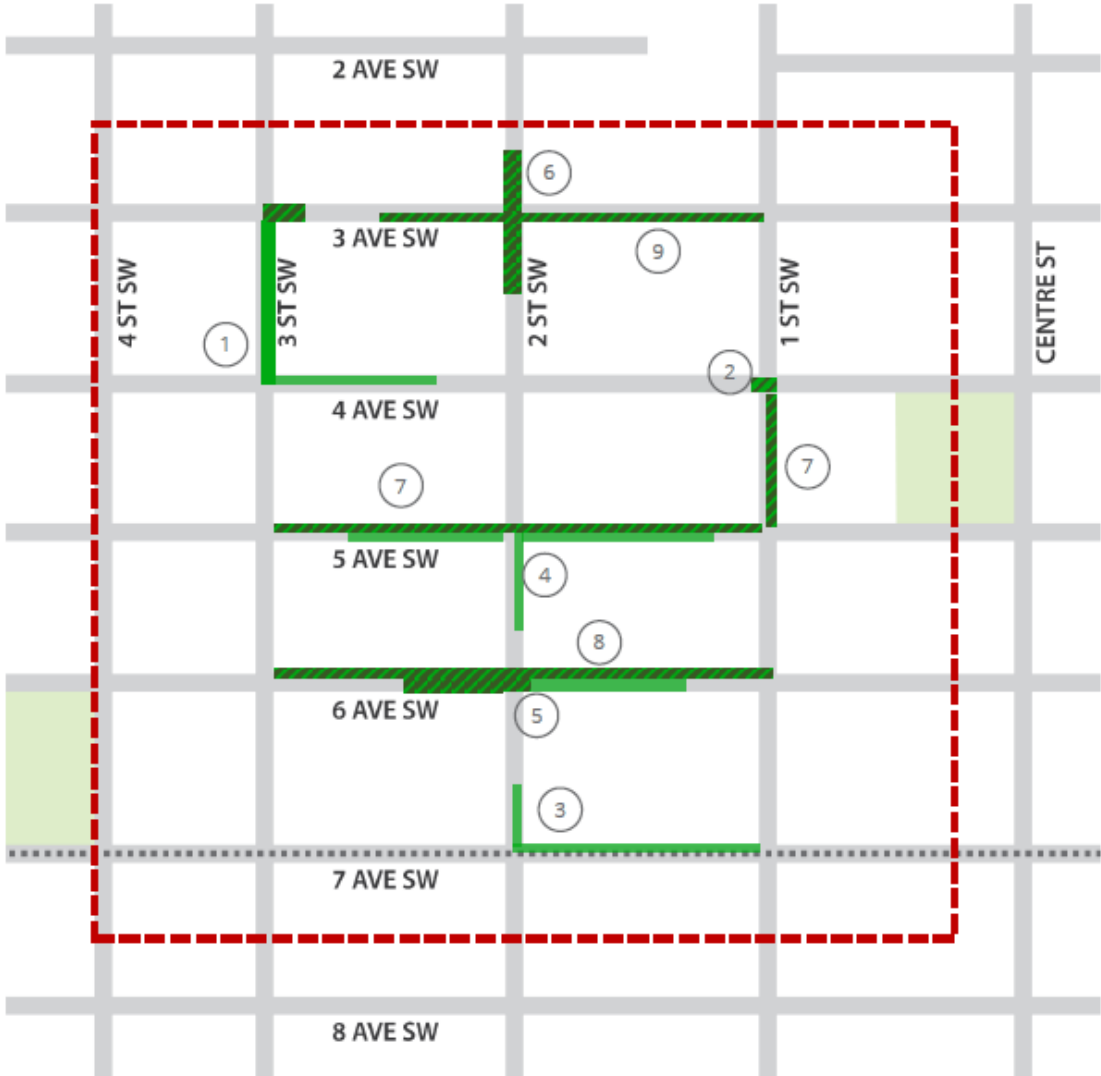 2 AVE SW
6
3 AVE SW
9
4 ST SW
3 ST SW
2 ST SW
1 ST SW
CENTRE ST
1
2
4 AVE SW
7
7
5 AVE SW
4
8
6 AVE SW
5
3
7 AVE SW
8 AVE SW